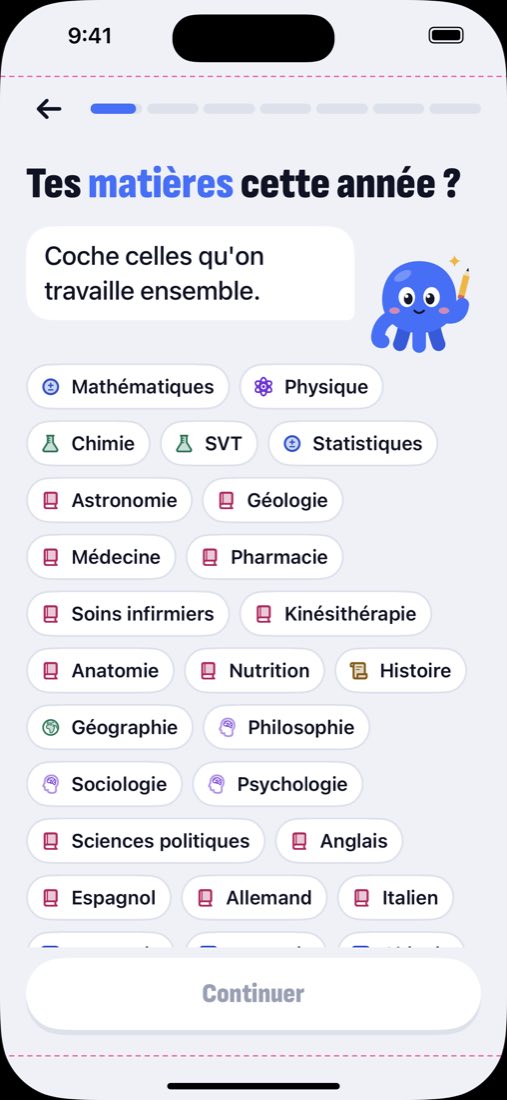 9:41
Tes matières cette année ?
Coche celles qu'on
travaille ensemble.
Mathématiques Physique
Chimie SVT Statistiques
Astronomie Géologie
Médecine Pharmacie
Soins infirmiers Kinésithérapie
Anatomie Nutrition Histoire
Géographie Philosophie
Sociologie Psychologie
Sciences politiques Anglais
Espagnol Allemand Italien
Continuer